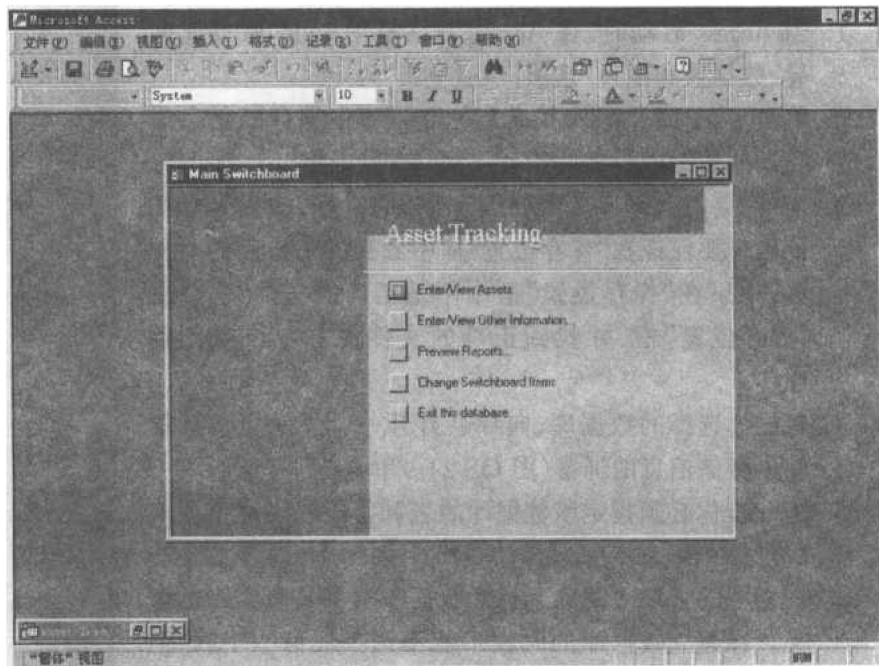 Microsoft Access
文件(F) 编辑(E) 视图(V) 插入(I) 格式(O) 记录(R) 工具(T) 窗口(W) 帮助(H)
System 10 B I U
Main Switchboard
Asset Tracking
Enter/View Assets
Enter/View Other Information...
Preview Reports...
Change Switchboard Items
Exit this database
"窗体" 视图